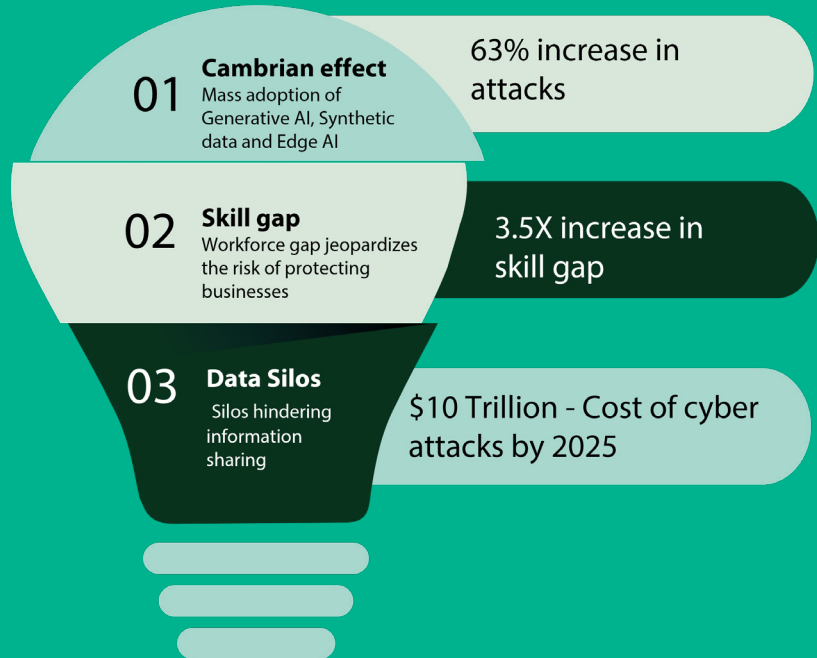 01
Cambrian effect
Mass adoption of
Generative AI, Synthetic
data and Edge AI
63% increase in
attacks
02
Skill gap
Workforce gap jeopardizes
the risk of protecting
businesses
3.5X increase in
skill gap
03
Data Silos
Silos hindering
information
sharing
$10 Trillion - Cost of cyber
attacks by 2025